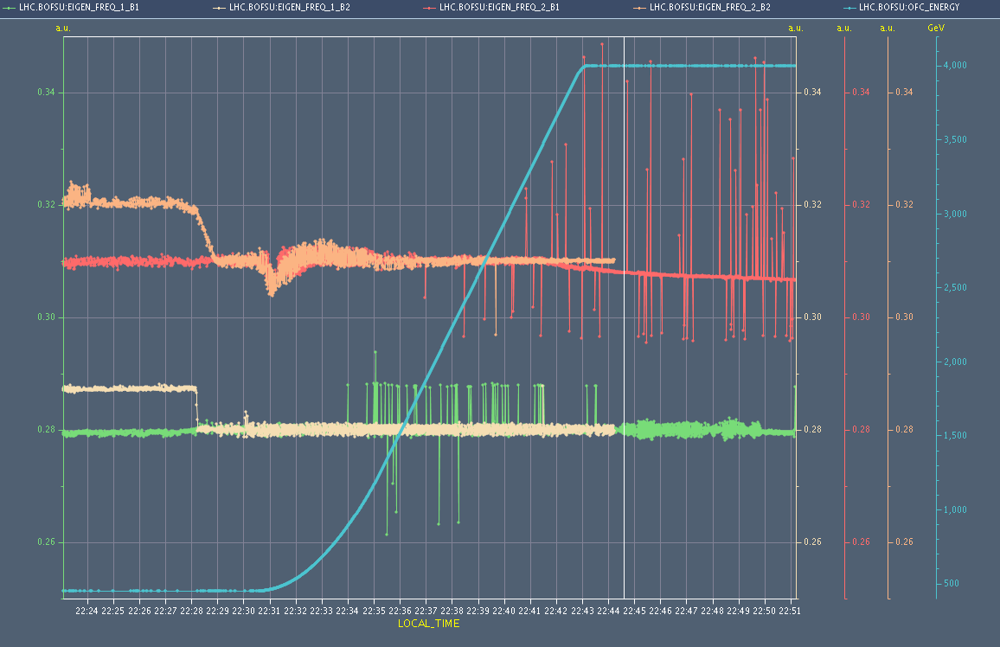 LHC.BOFSU:EIGEN_FREQ_1_B1 LHC.BOFSU:EIGEN_FREQ_1_B2 LHC.BOFSU:EIGEN_FREQ_2_B1 LHC.BOFSU:EIGEN_FREQ_2_B2 LHC.BOFSU:OFC_ENERGY
a.u. a.u. a.u. a.u. GeV
4,000
0.34 0.34 0.34 0.34
3,500
3,000
0.32 0.32 0.32 0.32
2,500
0.30 0.30 0.30 0.30
2,000
1,500
0.28 0.28 0.28 0.28
1,000
0.26 0.26 0.26 0.26
500
22:24 22:25 22:26 22:27 22:28 22:29 22:30 22:31 22:32 22:33 22:34 22:35 22:36 22:37 22:38 22:39 22:40 22:41 22:42 22:43 22:44 22:45 22:46 22:47 22:48 22:49 22:50 22:51
LOCAL_TIME